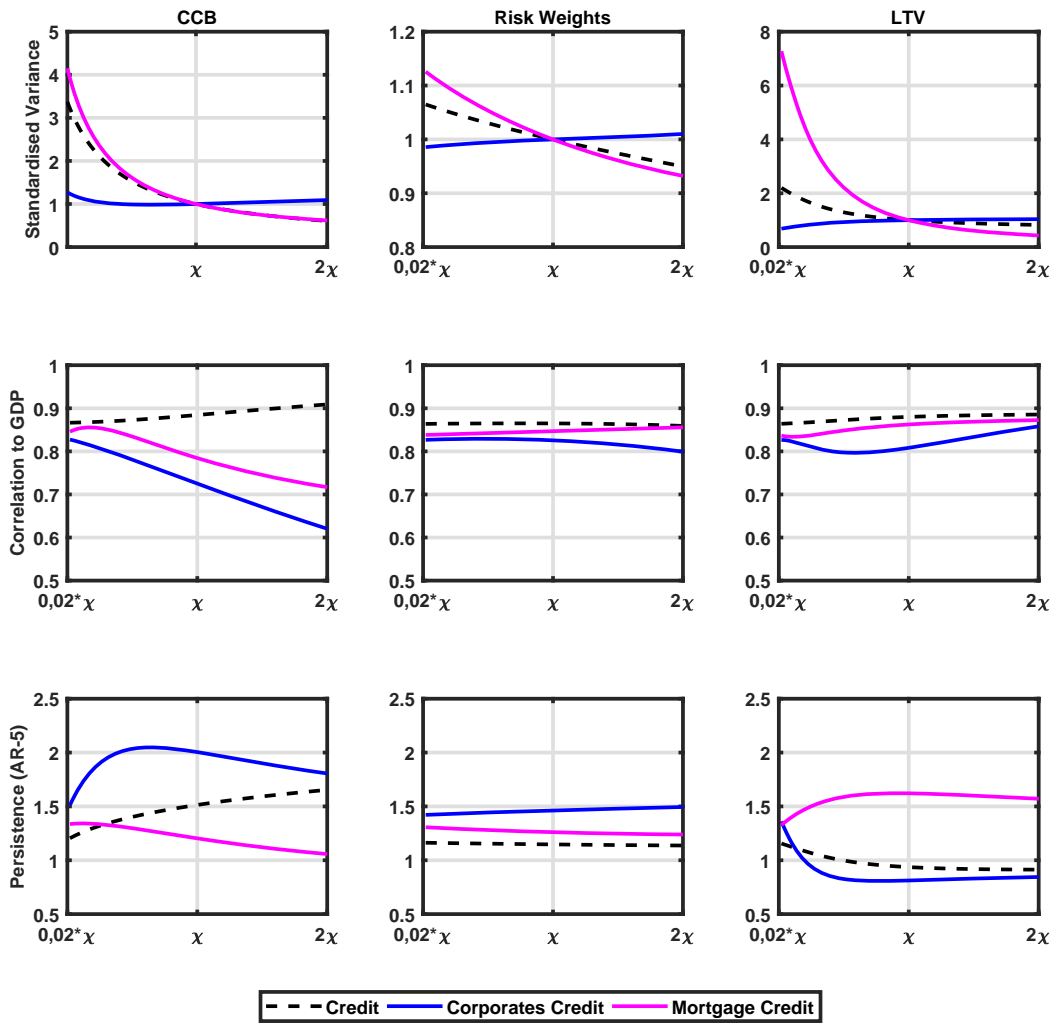 CCB Risk Weights LTV
Standardised Variance
5 1.2 8
4 1.1 6
3
2 1 4
1 0.9 2
0 0.8 0
0,02*χ χ 2χ 0,02*χ χ 2χ 0,02*χ χ 2χ
Correlation to GDP
1 1 1
0.9 0.9 0.9
0.8 0.8 0.8
0.7 0.7 0.7
0.6 0.6 0.6
0.5 0.5 0.5
0,02*χ χ 2χ 0,02*χ χ 2χ 0,02*χ χ 2χ
Persistence (AR-5)
2.5 2.5 2.5
2 2 2
1.5 1.5 1.5
1 1 1
0.5 0.5 0.5
0,02*χ χ 2χ 0,02*χ χ 2χ 0,02*χ χ 2χ
Credit Corporates Credit Mortgage Credit